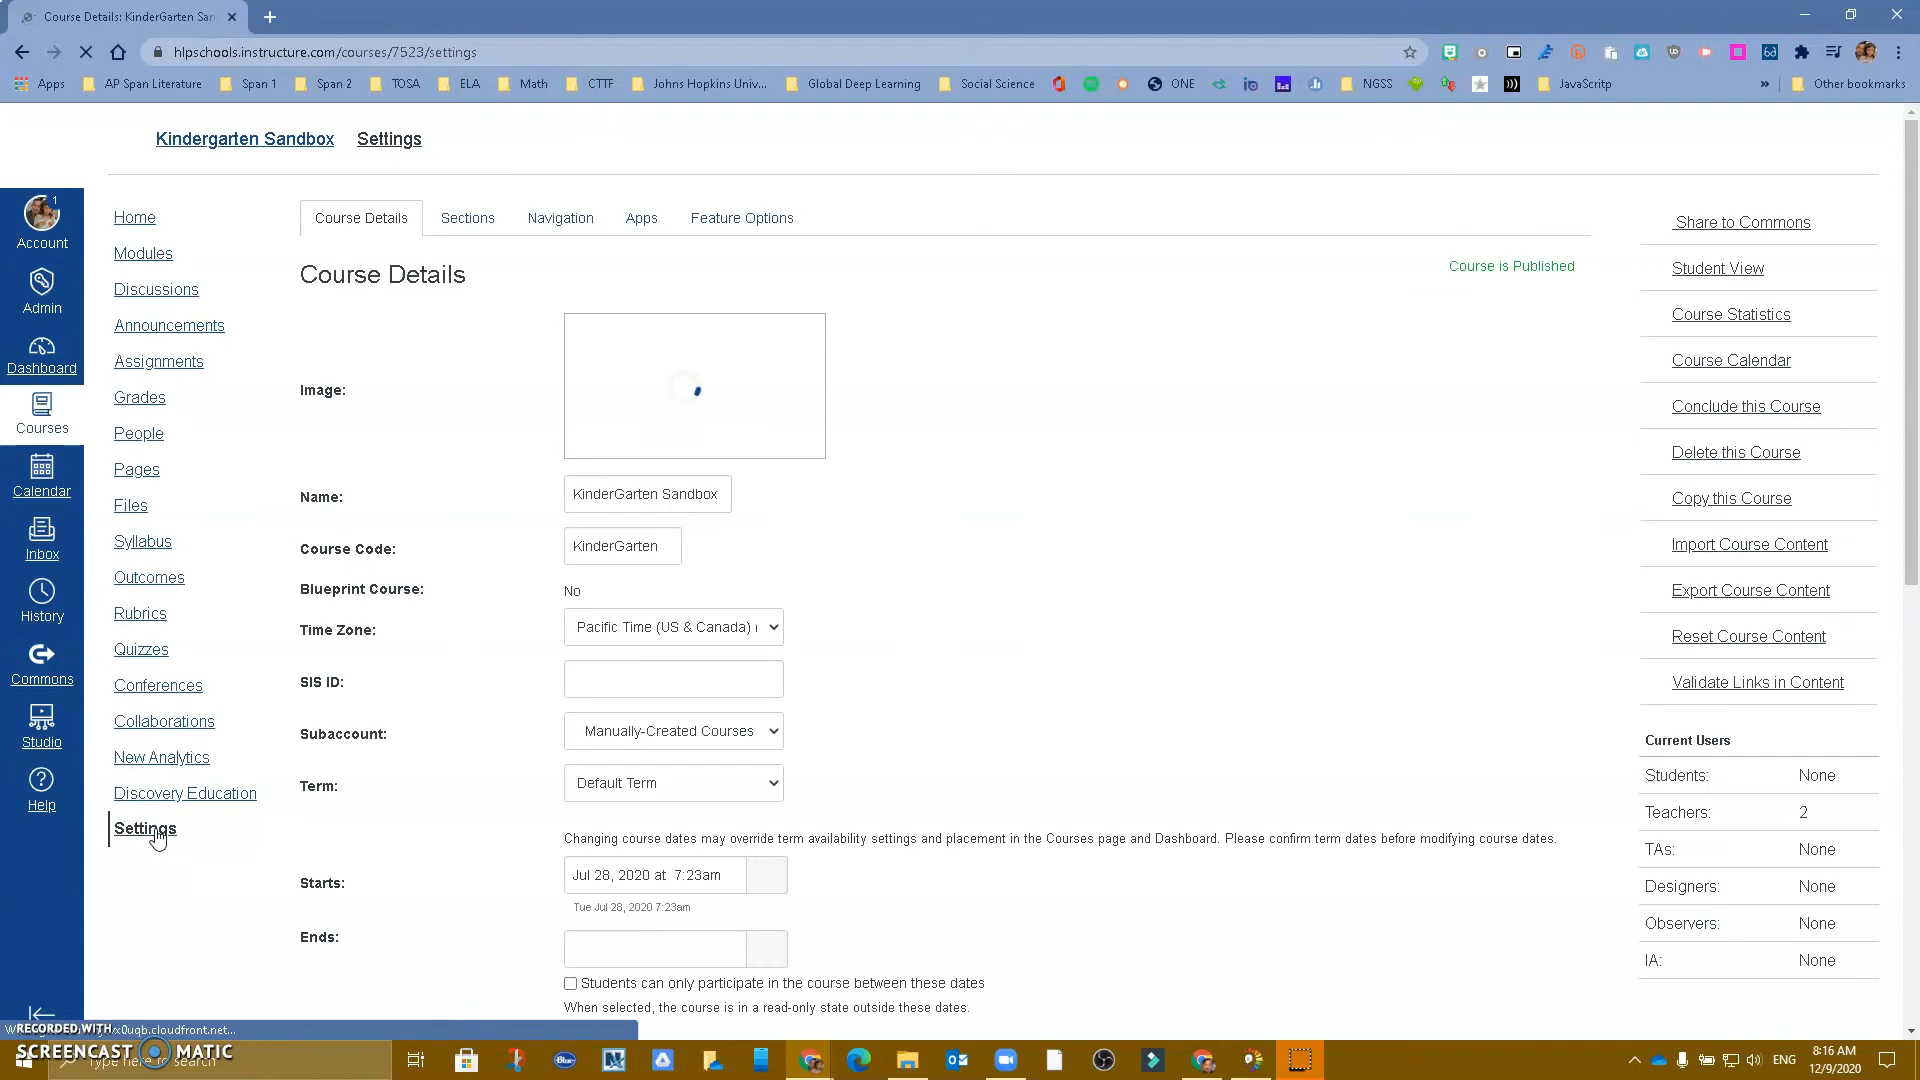 Course Details: KinderGarten San
hlpschools.instructure.com/courses/7523/settings
Apps
AP Span Literature
Span 1
Span 2
TOSA
ELA
Math
CTTF
Johns Hopkins Univ...
Global Deep Learning
Social Science
ONE
NGSS
JavaScritp
Other bookmarks
Kindergarten Sandbox
Settings
1
Account
Admin
Dashboard
Courses
Calendar
Inbox
History
Commons
Studio
Help
Home
Modules
Discussions
Announcements
Assignments
Grades
People
Pages
Files
Syllabus
Outcomes
Rubrics
Quizzes
Conferences
Collaborations
New Analytics
Discovery Education
Settings
Course Details
Sections
Navigation
Apps
Feature Options
Course Details
Course is Published
Image:
Name:
KinderGarten Sandbox
Course Code:
KinderGarten
Blueprint Course:
No
Time Zone:
Pacific Time (US & Canada)
SIS ID:
Subaccount:
Manually-Created Courses
Term:
Default Term
Changing course dates may override term availability settings and placement in the Courses page and Dashboard. Please confirm term dates before modifying course dates.
Starts:
Jul 28, 2020 at 7:23am
Tue Jul 28, 2020 7:23am
Ends:
Students can only participate in the course between these dates
When selected, the course is in a read-only state outside these dates.
Share to Commons
Student View
Course Statistics
Course Calendar
Conclude this Course
Delete this Course
Copy this Course
Import Course Content
Export Course Content
Reset Course Content
Validate Links in Content
Current Users
Students: None
Teachers: 2
TAs: None
Designers: None
Observers: None
IA: None
x0uqb.cloudfront.net...
RECORDED WITH
SCREENCAST MATIC
Type here to search
ENG
8:16 AM
12/9/2020